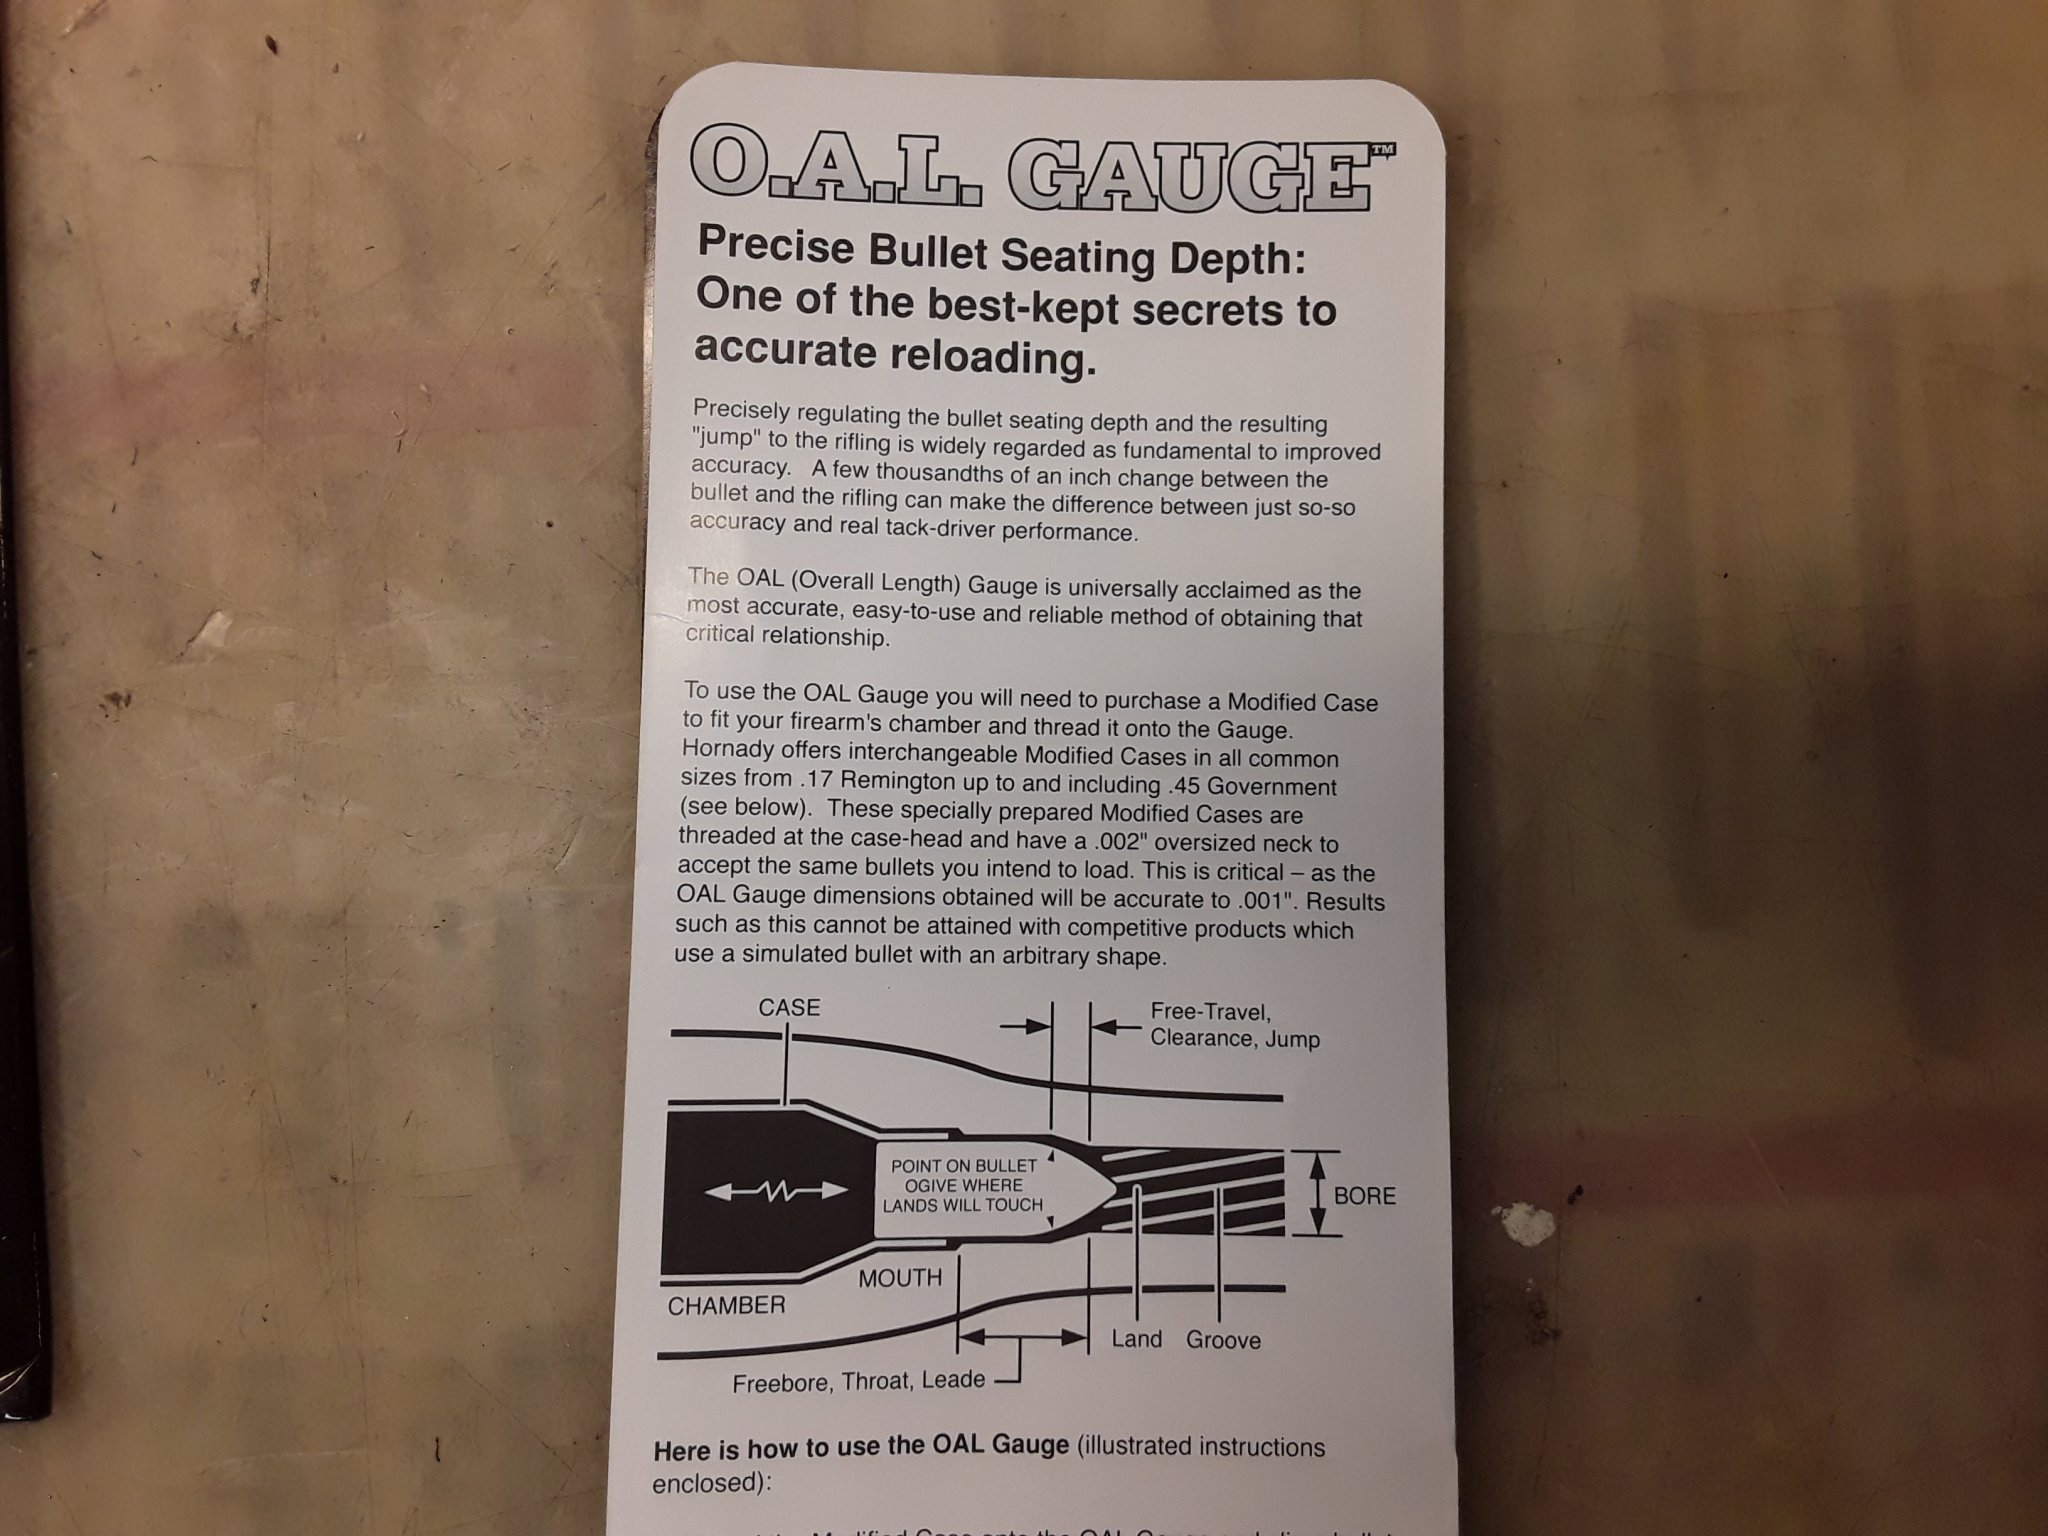 O.A.L. GAUGE™
Precise Bullet Seating Depth:
One of the best-kept secrets to
accurate reloading.
Precisely regulating the bullet seating depth and the resulting
"jump" to the rifling is widely regarded as fundamental to improved
accuracy. A few thousandths of an inch change between the
bullet and the rifling can make the difference between just so-so
accuracy and real tack-driver performance.
The OAL (Overall Length) Gauge is universally acclaimed as the
most accurate, easy-to-use and reliable method of obtaining that
critical relationship.
To use the OAL Gauge you will need to purchase a Modified Case
to fit your firearm's chamber and thread it onto the Gauge.
Hornady offers interchangeable Modified Cases in all common
sizes from .17 Remington up to and including .45 Government
(see below). These specially prepared Modified Cases are
threaded at the case-head and have a .002" oversized neck to
accept the same bullets you intend to load. This is critical – as the
OAL Gauge dimensions obtained will be accurate to .001". Results
such as this cannot be attained with competitive products which
use a simulated bullet with an arbitrary shape.
CASE
Free-Travel,
Clearance, Jump
POINT ON BULLET
OGIVE WHERE
LANDS WILL TOUCH
BORE
MOUTH
CHAMBER
Land Groove
Freebore, Throat, Leade
Here is how to use the OAL Gauge (illustrated instructions
enclosed):